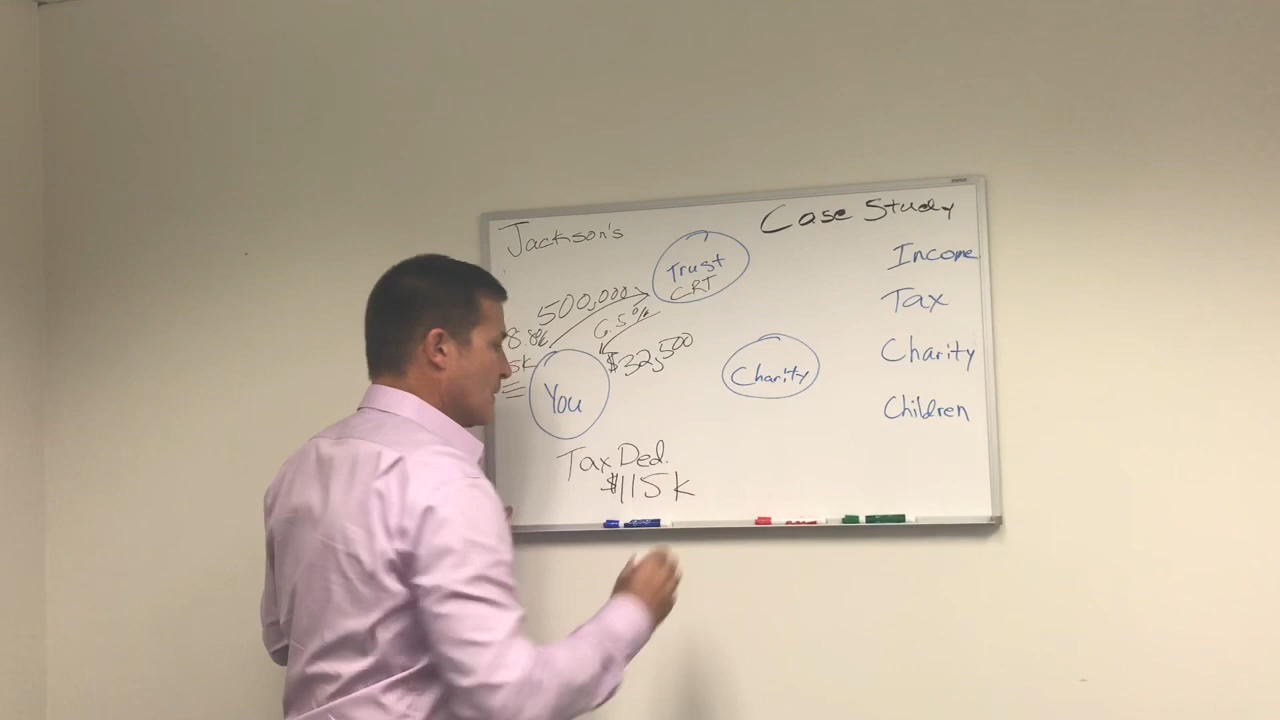 Jackson's
Case Study
Trust
CRT
Income
Tax
Charity
Children
500,000
6.5%
$32,500
8.8%
5k
You
Charity
Tax Ded.
$115k